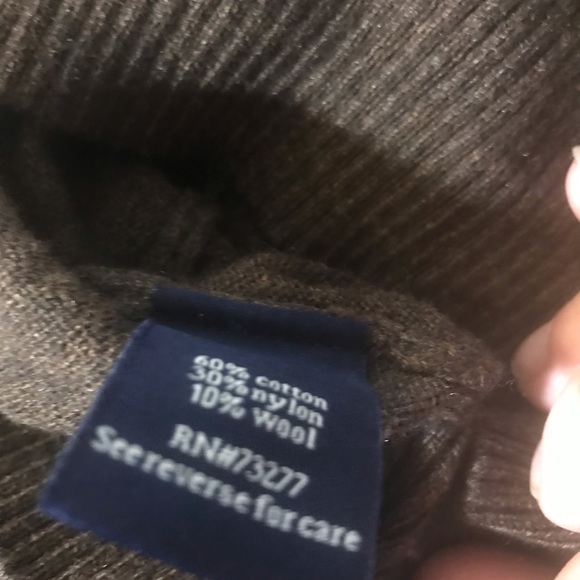 60% cotton
30% nylon
10% Wool
RN#73277
See reverse for care